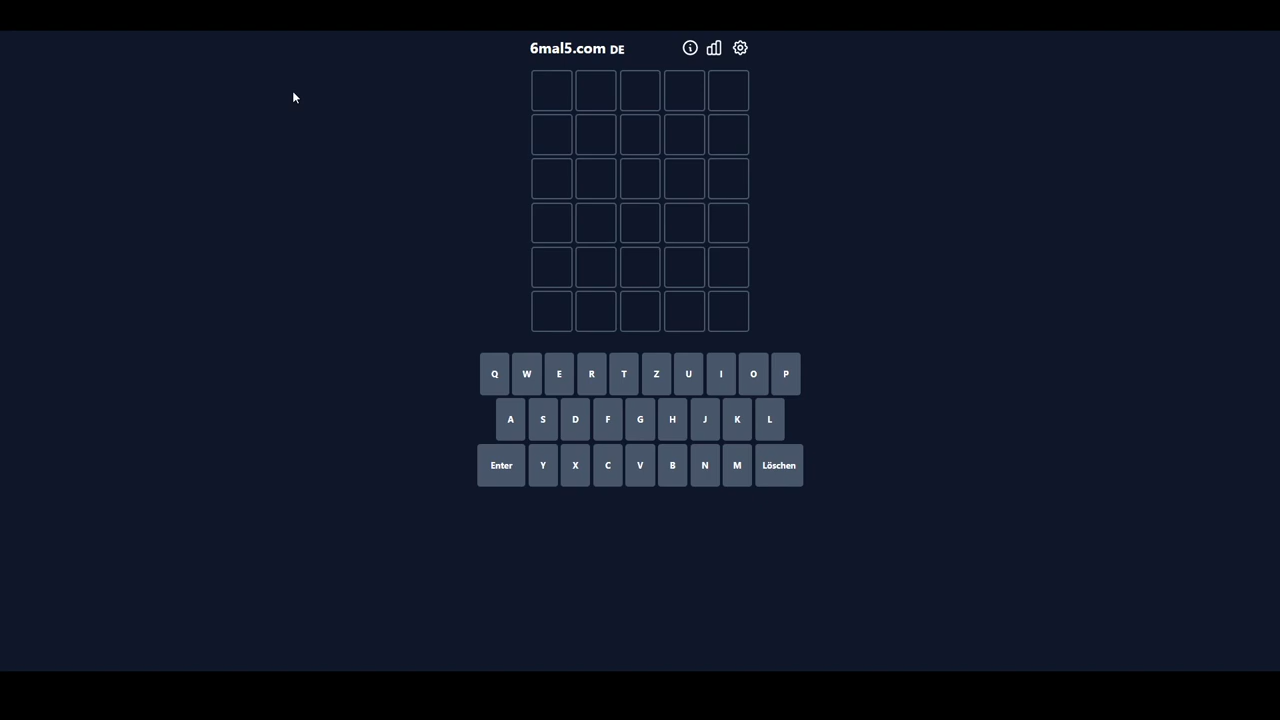 6mal5.com DE
Q W E R T Z U I O P
A S D F G H J K L
Enter Y X C V B N M Löschen